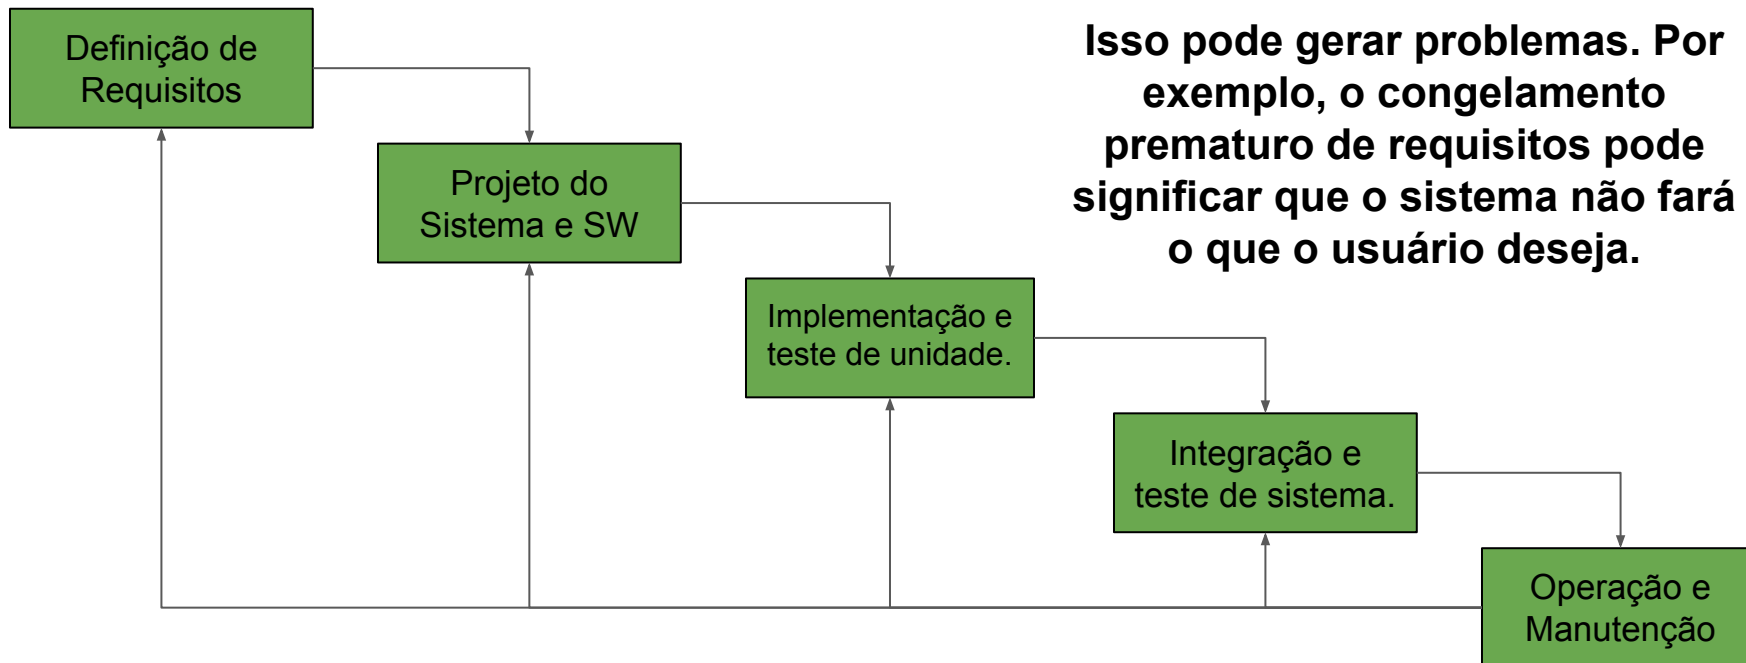 Definição de
Requisitos
Isso pode gerar problemas. Por
exemplo, o congelamento
prematuro de requisitos pode
significar que o sistema não fará
o que o usuário deseja.
Projeto do
Sistema e SW
Implementação e
teste de unidade.
Integração e
teste de sistema.
Operação e
Manutenção